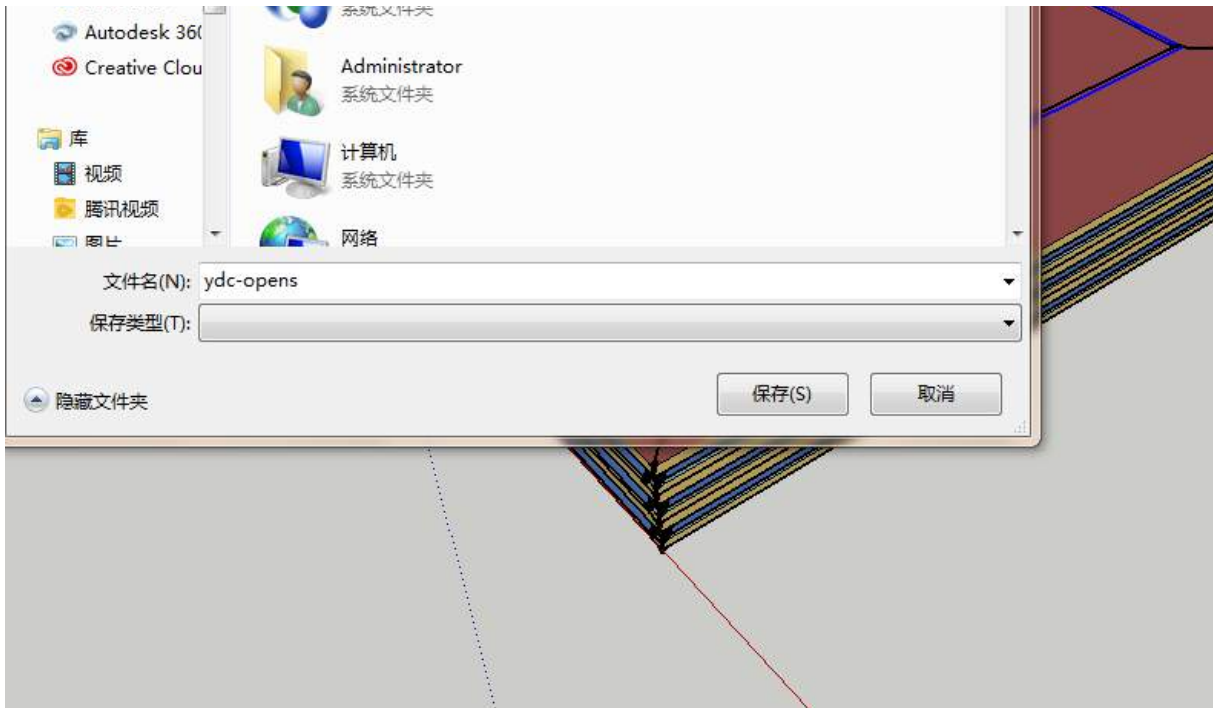 Autodesk 360
Creative Clou
库
视频
腾讯视频
图片
系统文件夹
Administrator
系统文件夹
计算机
系统文件夹
网络
文件名(N): ydc-opens
保存类型(T):
隐藏文件夹
保存(S)
取消